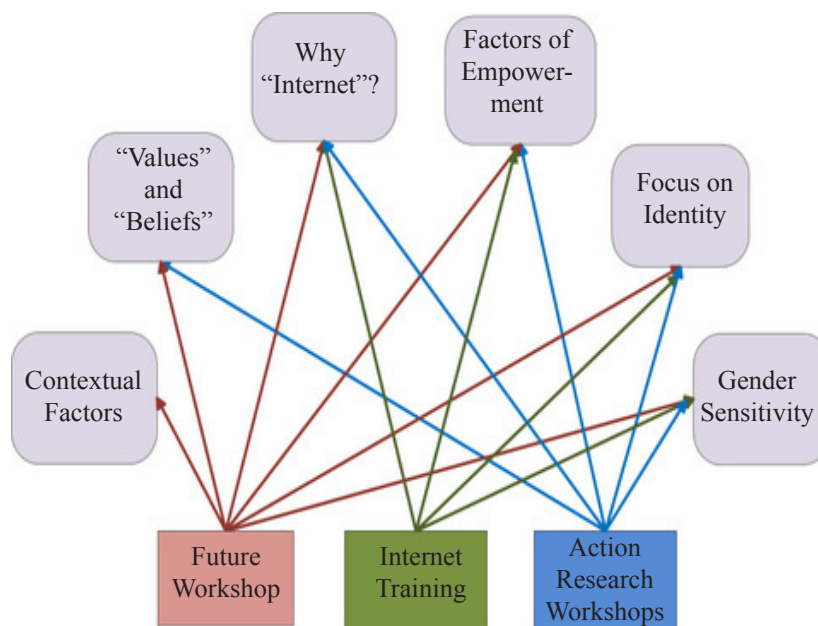 Why
“Internet”?
Factors of
Empower-
ment
“Values”
and
“Beliefs”
Focus on
Identity
Contextual
Factors
Gender
Sensitivity
Future
Workshop
Internet
Training
Action
Research
Workshops